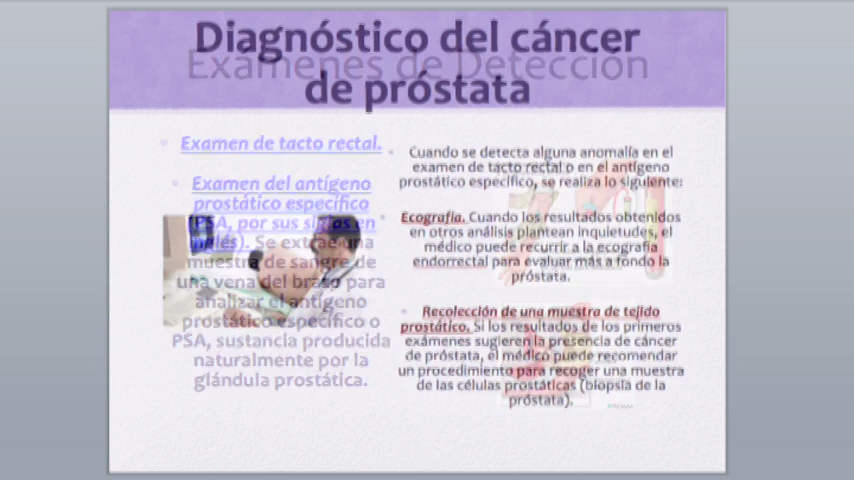 Diagnóstico del cáncer
Exámenes de Detección
de próstata
Examen de tacto rectal.
Examen del antígeno
prostático específico
(PSA, por sus siglas en
inglés). Se extrae una
muestra de sangre de
una vena del brazo para
analizar el antígeno
prostático específico o
PSA, sustancia producida
naturalmente por la
glándula prostática.
Cuando se detecta alguna anomalía en el
examen de tacto rectal o en el antígeno
prostático específico, se realiza lo siguiente:
Ecografía. Cuando los resultados obtenidos
en otros análisis plantean inquietudes, el
médico puede recurrir a la ecografía
endorrectal para evaluar más a fondo la
próstata.
Recolección de una muestra de tejido
prostático. Si los resultados de los primeros
exámenes sugieren la presencia de cáncer
de próstata, el médico puede recomendar
un procedimiento para recoger una muestra
de las células prostáticas (biopsia de la
próstata).